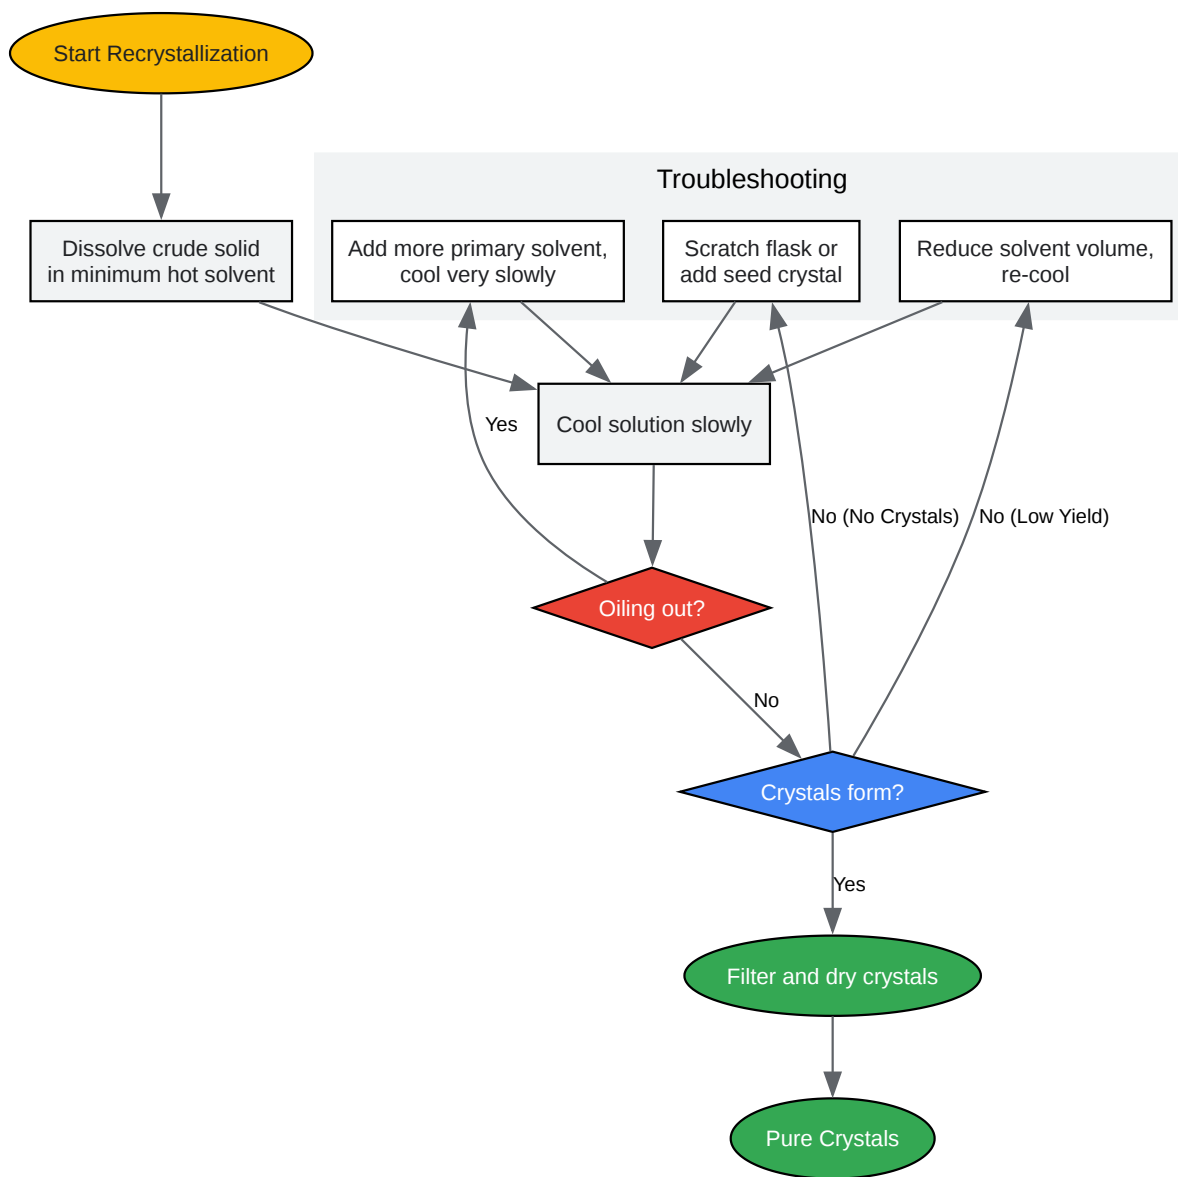 Start Recrystallization
Troubleshooting
Dissolve crude solid
in minimum hot solvent
Add more primary solvent,
cool very slowly
Scratch flask or
add seed crystal
Reduce solvent volume,
re-cool
Yes
Cool solution slowly
No (No Crystals)
No (Low Yield)
Oiling out?
No
Crystals form?
Yes
Filter and dry crystals
Pure Crystals